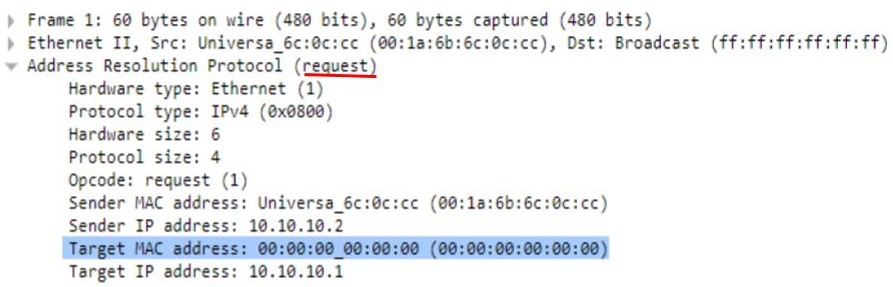 Frame 1: 60 bytes on wire (480 bits), 60 bytes captured (480 bits)
Ethernet II, Src: Universa_6c:0c:cc (00:1a:6b:6c:0c:cc), Dst: Broadcast (ff:ff:ff:ff:ff:ff)
Address Resolution Protocol (request)
Hardware type: Ethernet (1)
Protocol type: IPv4 (0x0800)
Hardware size: 6
Protocol size: 4
Opcode: request (1)
Sender MAC address: Universa_6c:0c:cc (00:1a:6b:6c:0c:cc)
Sender IP address: 10.10.10.2
Target MAC address: 00:00:00_00:00:00 (00:00:00:00:00:00)
Target IP address: 10.10.10.1